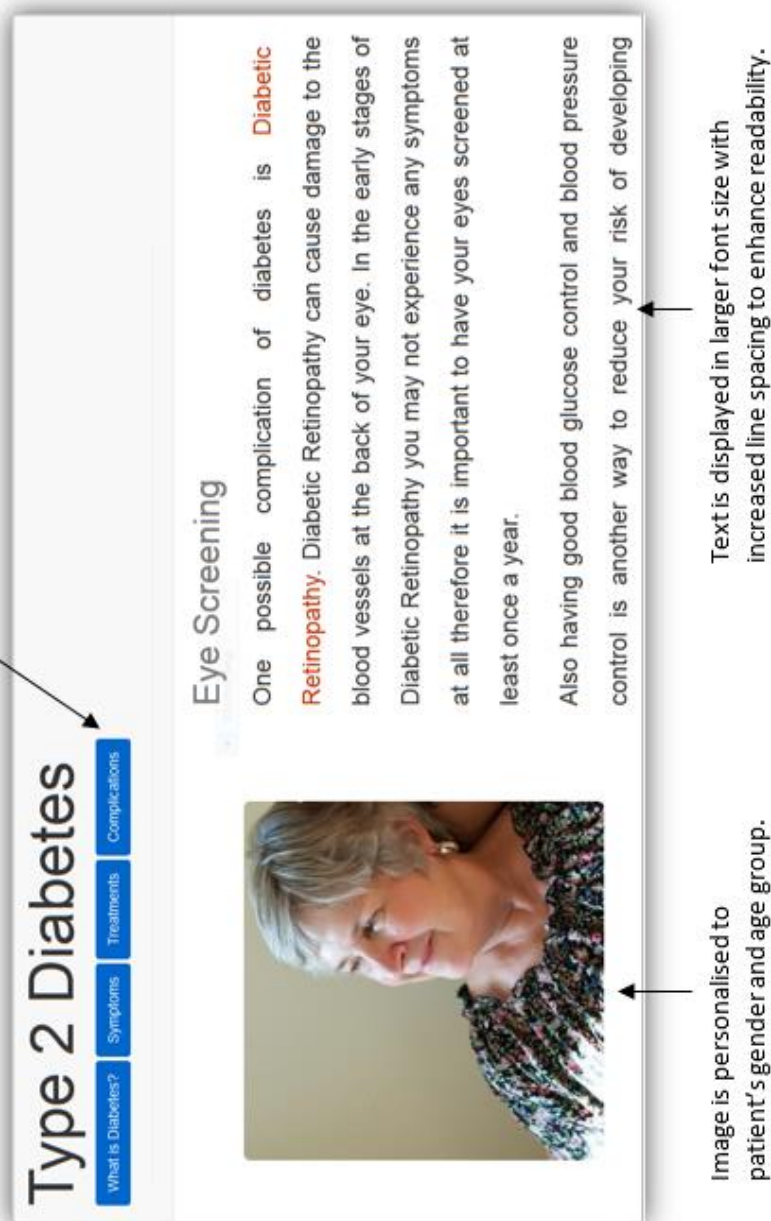 Type 2 Diabetes
What is Diabetes? Symptoms Treatments Complications
Eye Screening
One possible complication of diabetes is Diabetic
Retinopathy. Diabetic Retinopathy can cause damage to the
blood vessels at the back of your eye. In the early stages of
Diabetic Retinopathy you may not experience any symptoms
at all therefore it is important to have your eyes screened at
least once a year.
Also having good blood glucose control and blood pressure
control is another way to reduce your risk of developing
Image is personalised to
patient's gender and age group.
Text is displayed in larger font size with
increased line spacing to enhance readability.